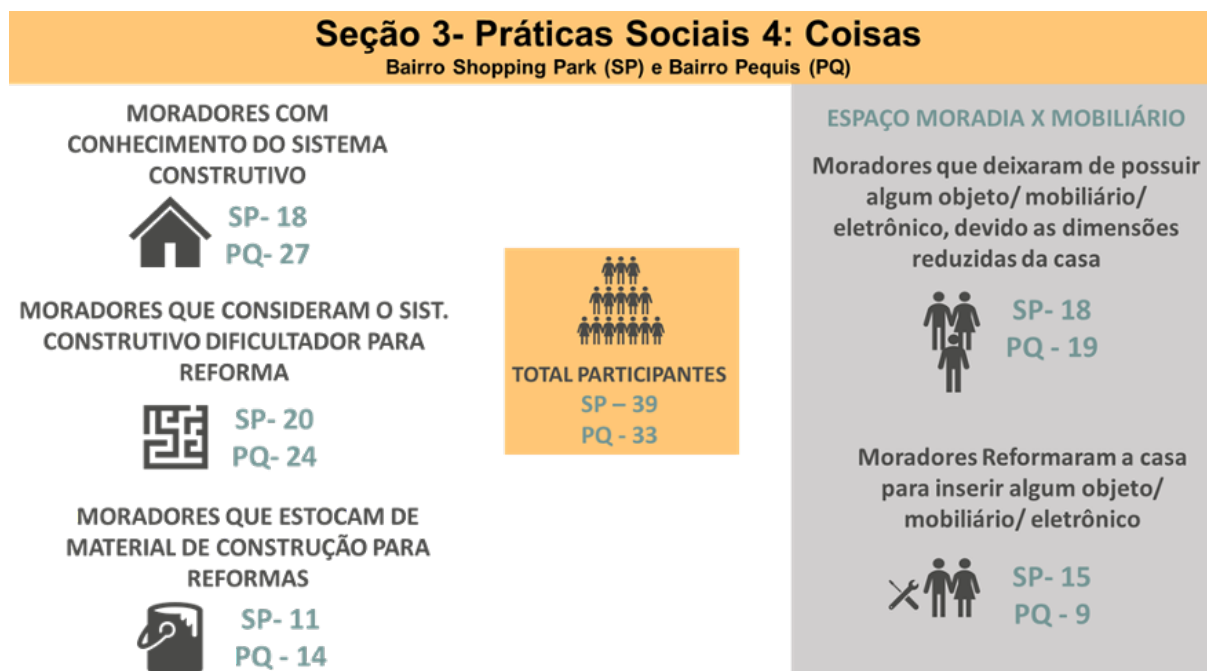 Seção 3- Práticas Sociais 4: Coisas
Bairro Shopping Park (SP) e Bairro Pequis (PQ)
MORADORES COM
CONHECIMENTO DO SISTEMA
CONSTRUTIVO
SP- 18
PQ- 27
MORADORES QUE CONSIDERAM O SIST.
CONSTRUTIVO DIFICULTADOR PARA
REFORMA
SP- 20
PQ- 24
MORADORES QUE ESTOCAM DE
MATERIAL DE CONSTRUÇÃO PARA
REFORMAS
SP- 11
PQ - 14
TOTAL PARTICIPANTES
SP – 39
PQ - 33
ESPAÇO MORADIA X MOBILIÁRIO
Moradores que deixaram de possuir
algum objeto/ mobiliário/
eletrônico, devido as dimensões
reduzidas da casa
SP- 18
PQ - 19
Moradores Reformaram a casa
para inserir algum objeto/
mobiliário/ eletrônico
SP- 15
PQ - 9